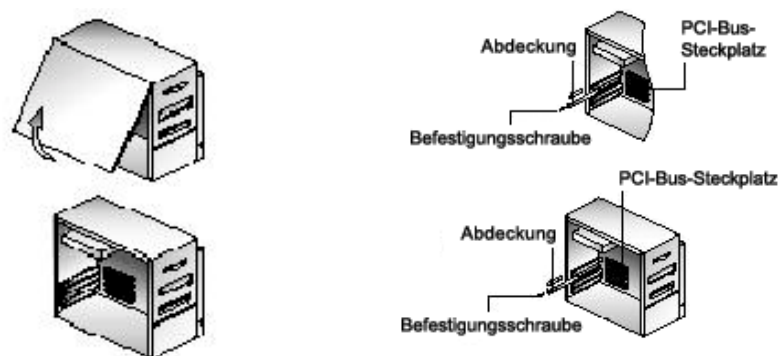 PCI-Bus-
Steckplatz
Abdeckung
Befestigungsschraube
PCI-Bus-Steckplatz
Abdeckung
Befestigungsschraube